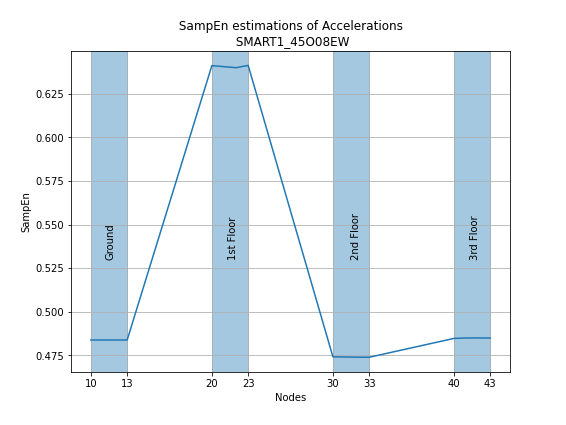 SampEn estimations of Accelerations
SMART1_45O08EW
SampEn
0.625
0.600
0.575
0.550
0.525
0.500
0.475
Ground
1st Floor
2nd Floor
3rd Floor
10 13 20 23 30 33 40 43
Nodes